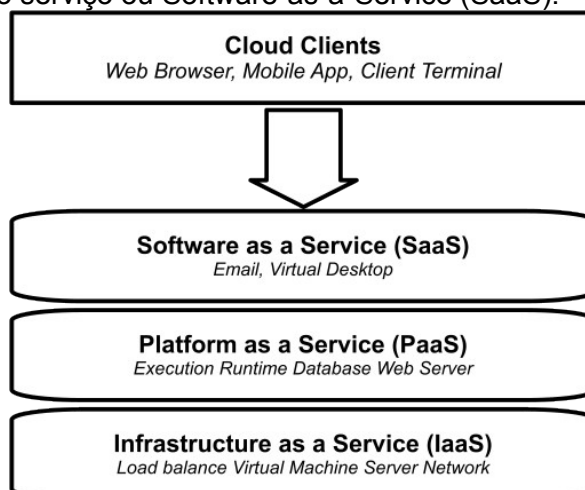 serviço ou Software as a Service (SaaS).
Cloud Clients
Web Browser, Mobile App, Client Terminal
Software as a Service (SaaS)
Email, Virtual Desktop
Platform as a Service (PaaS)
Execution Runtime Database Web Server
Infrastructure as a Service (IaaS)
Load balance Virtual Machine Server Network